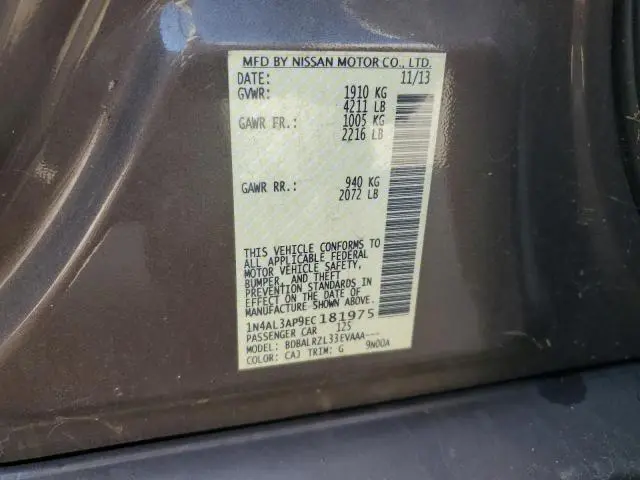 MFD BY NISSAN MOTOR CO., LTD.
DATE: 11/13
GVWR: 1910 KG
4211 LB
GAWR FR.: 1005 KG
2216 LB
GAWR RR.: 940 KG
2072 LB
THIS VEHICLE CONFORMS TO
ALL APPLICABLE FEDERAL
MOTOR VEHICLE SAFETY,
BUMPER, AND THEFT
PREVENTION STANDARDS IN
EFFECT ON THE DATE OF
MANUFACTURE SHOWN ABOVE.
1N4AL3AP9EC181975
PASSENGER CAR 125
MODEL: BDBALRZL33EVAAA----
COLOR: CAJ TRIM: G 9N00A